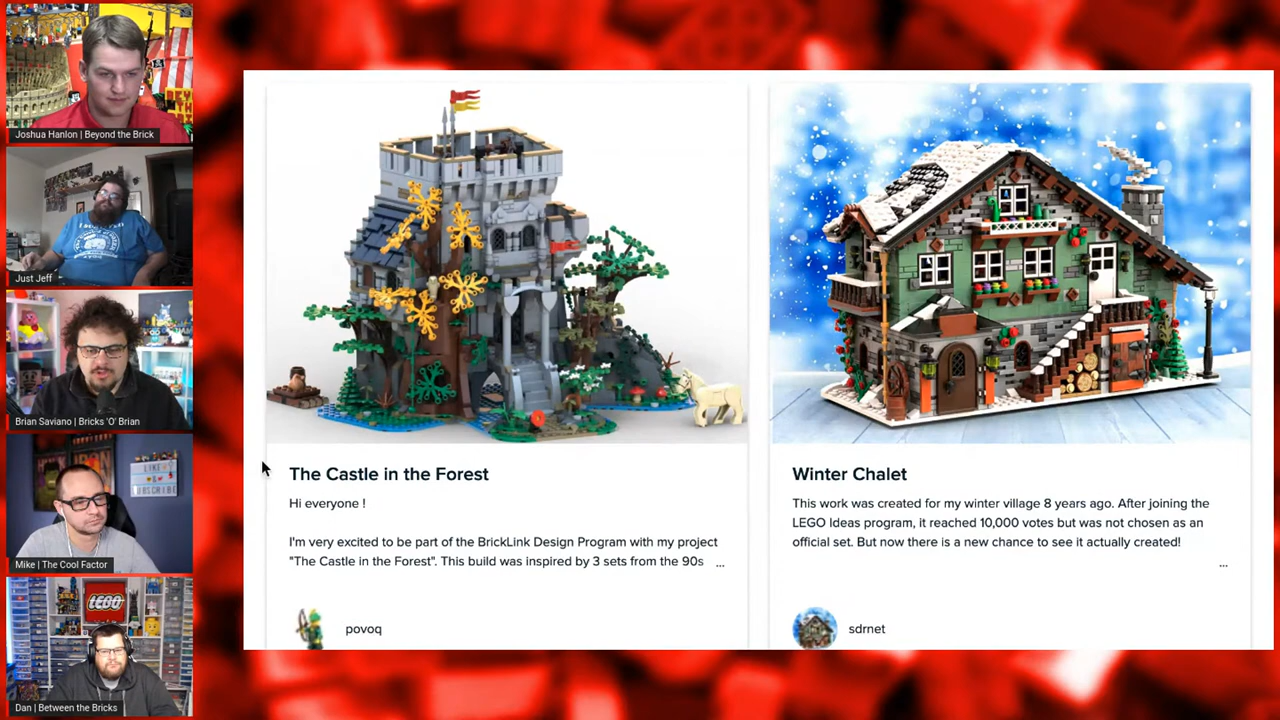 Joshua Hanlon | Beyond the Brick
Just Jeff
Brian Saviano | Bricks 'O' Brian
LIKE
&
SUBSCRIBE
Mike | The Cool Factor
LEGO
Dan | Between the Bricks
The Castle in the Forest
Hi everyone !
I'm very excited to be part of the BrickLink Design Program with my project
"The Castle in the Forest". This build was inspired by 3 sets from the 90s ...
povoq
Winter Chalet
This work was created for my winter village 8 years ago. After joining the
LEGO Ideas program, it reached 10,000 votes but was not chosen as an
official set. But now there is a new chance to see it actually created!
...
sdrnet